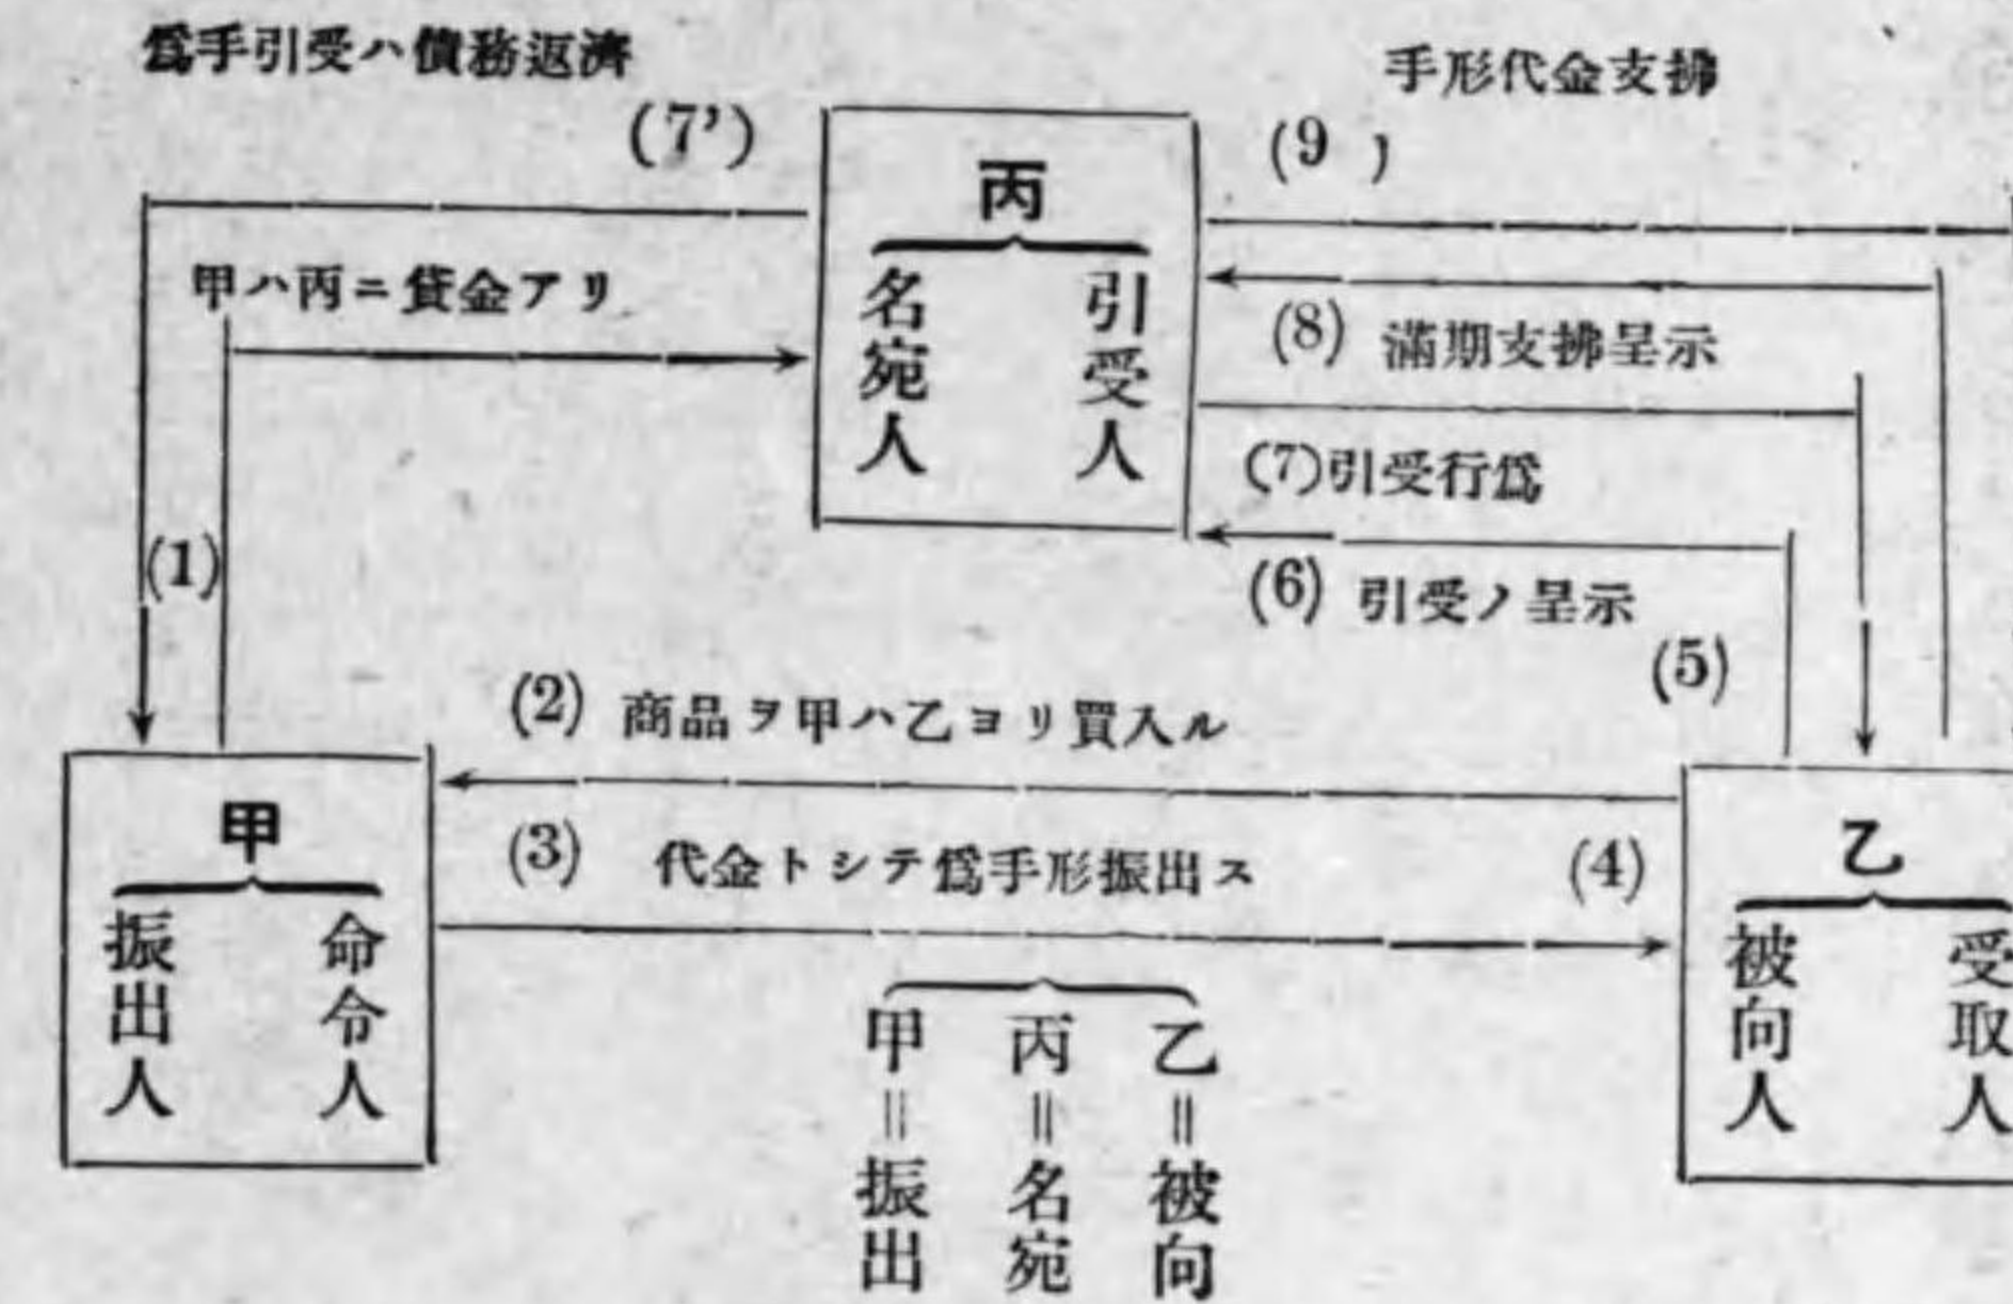 爲手引受ハ債務返濟
手形代金支拂
(7')
(9)
丙
引受人
名宛人
甲ハ丙ニ貸金アリ
(8) 滿期支拂呈示
(7)引受行爲
(1)
(6) 引受ノ呈示
(5)
(2) 商品ヲ甲ハ乙ヨリ買入ル
甲
命令人
振出人
(3) 代金トシテ爲手形振出ス
(4)
乙
受取人
被向人
乙＝被向
丙＝名宛
甲＝振出